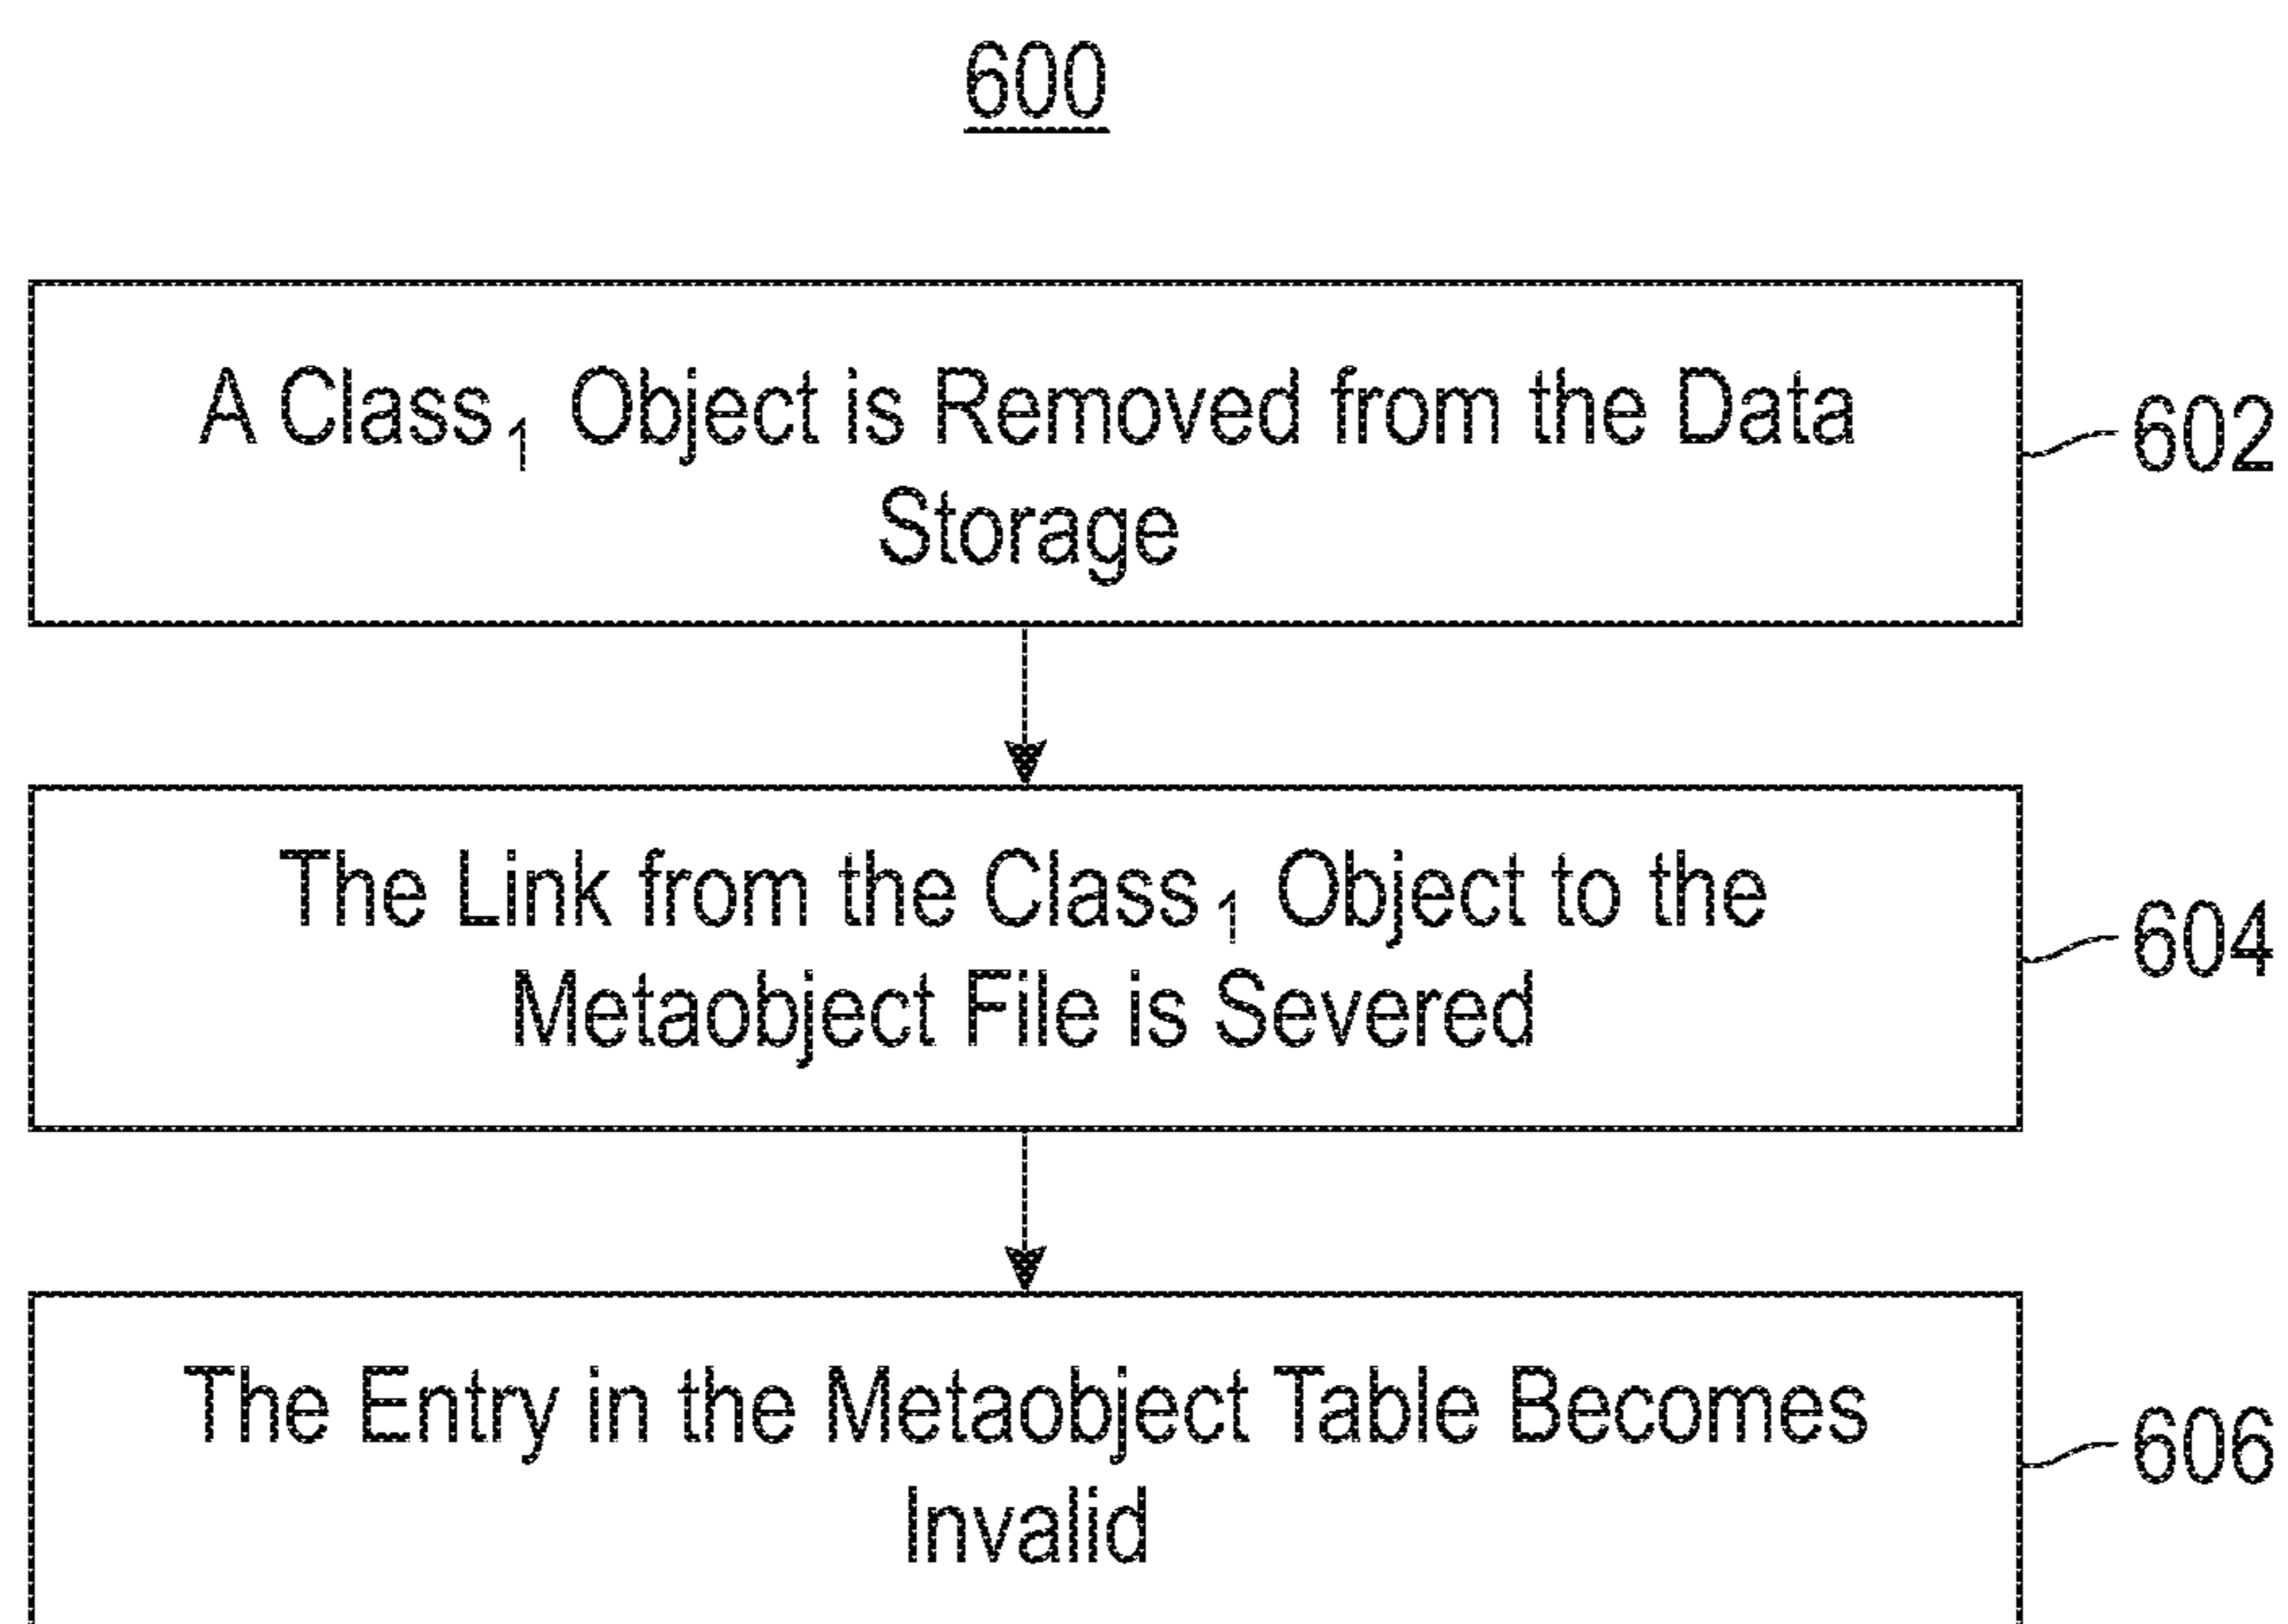 600
A Class₁ Object is Removed from the Data
Storage
602
The Link from the Class₁ Object to the
Metaobject File is Severed
604
The Entry in the Metaobject Table Becomes
Invalid
606